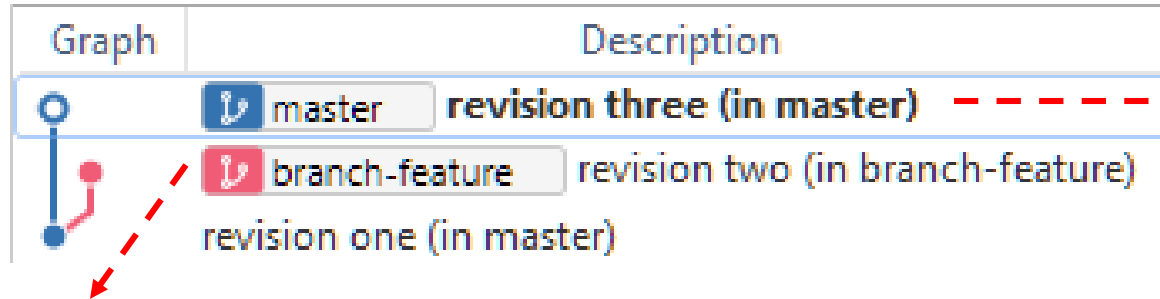 Graph Description
master revision three (in master)
branch-feature revision two (in branch-feature)
revision one (in master)